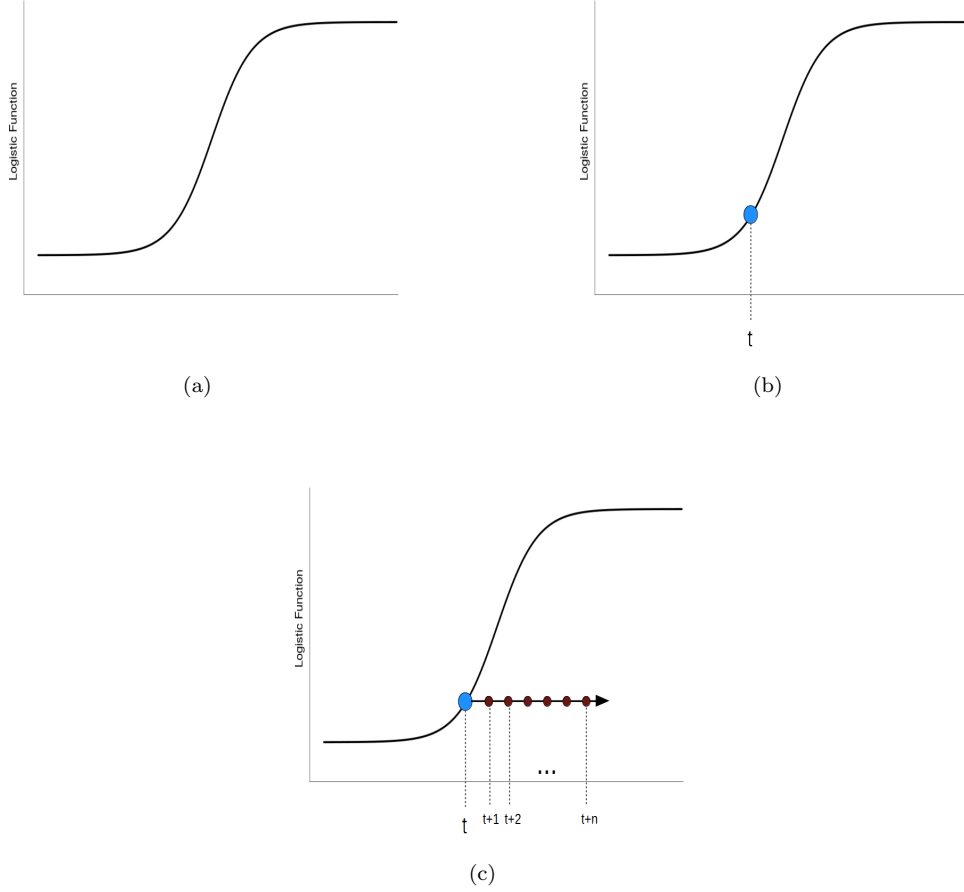 Logistic Function
Logistic Function
t
(a)
(b)
Logistic Function
...
t t+1 t+2 t+n
(c)